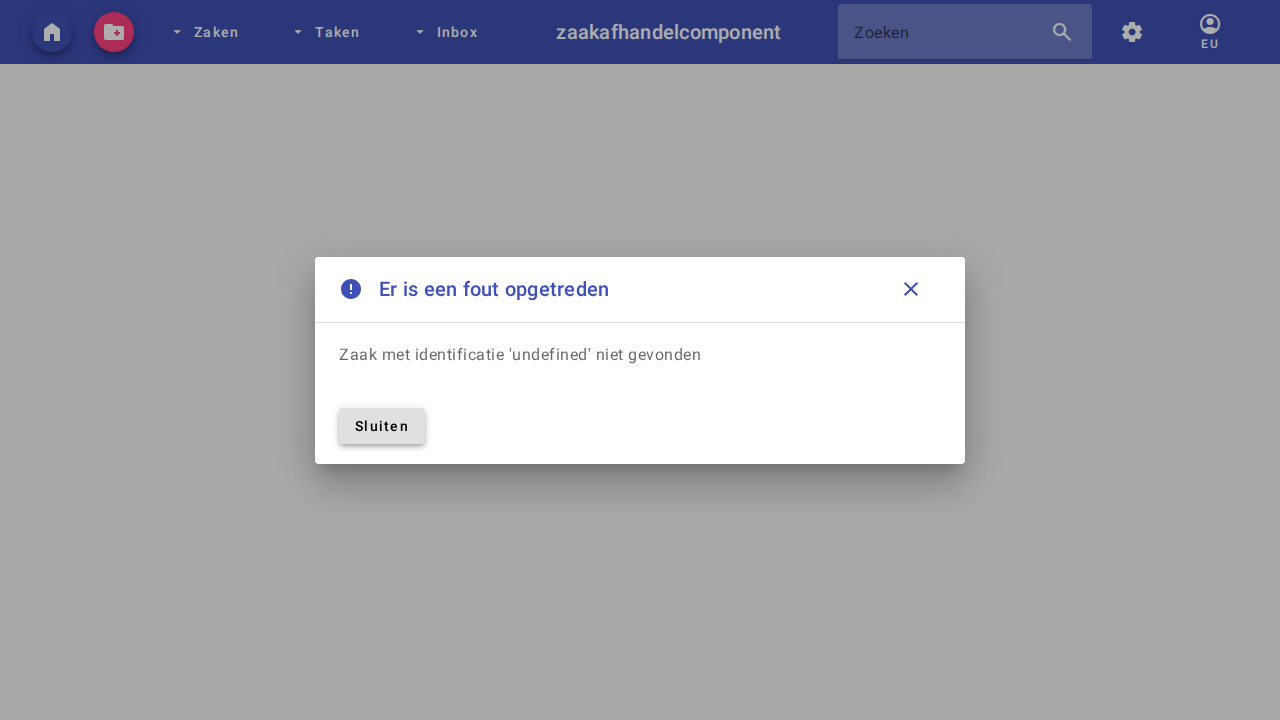 Zaken
Taken
Inbox
zaakafhandelcomponent
Zoeken
EU
Er is een fout opgetreden
Zaak met identificatie 'undefined' niet gevonden
Sluiten